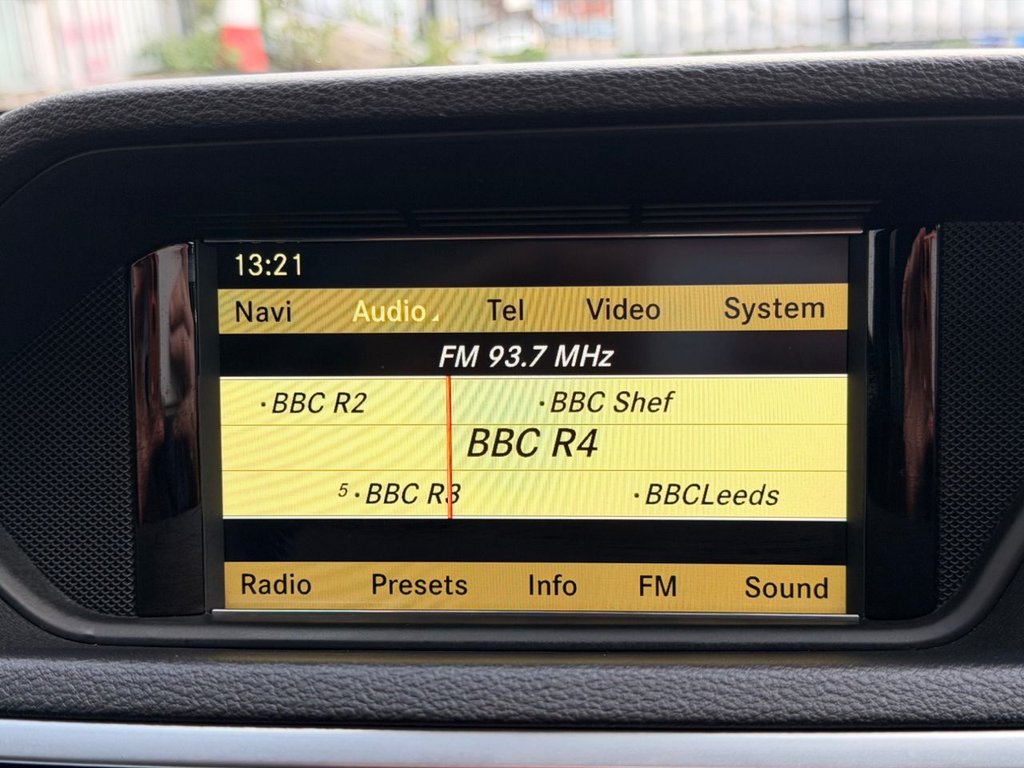 13:21
Navi Audio Tel Video System
FM 93.7 MHz
·BBC R2 ·BBC Shef
BBC R4
5·BBC R3 ·BBCLeeds
Radio Presets Info FM Sound